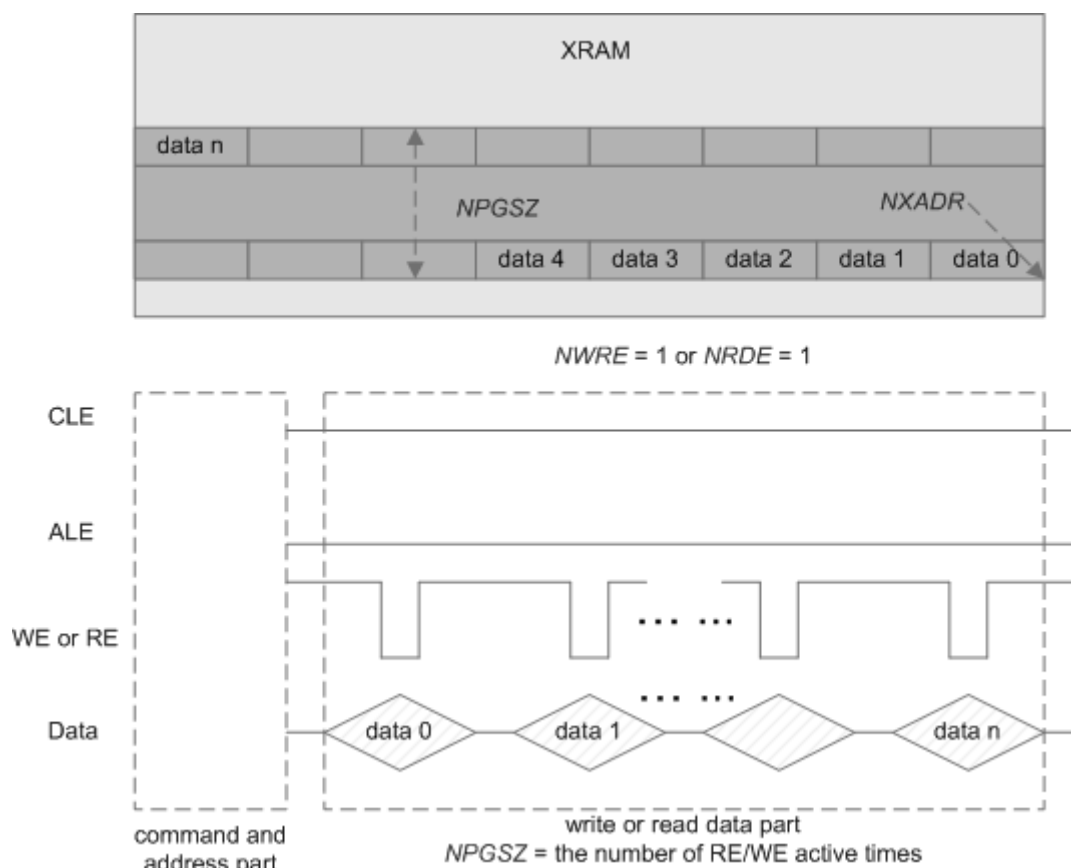 XRAM
data n
NPGSZ
NXADR
data 4 data 3 data 2 data 1 data 0
NWRE = 1 or NRDE = 1
CLE
ALE
WE or RE
... ...
... ...
Data
data 0 data 1 data n
command and
address part
write or read data part
NPGSZ = the number of RE/WE active times